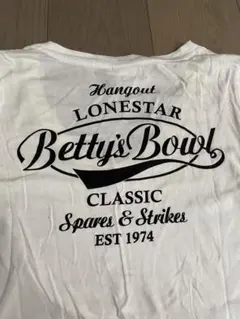 Hangout
LONESTAR
Betty's Bowl
CLASSIC
Spares & Strikes
EST 1974